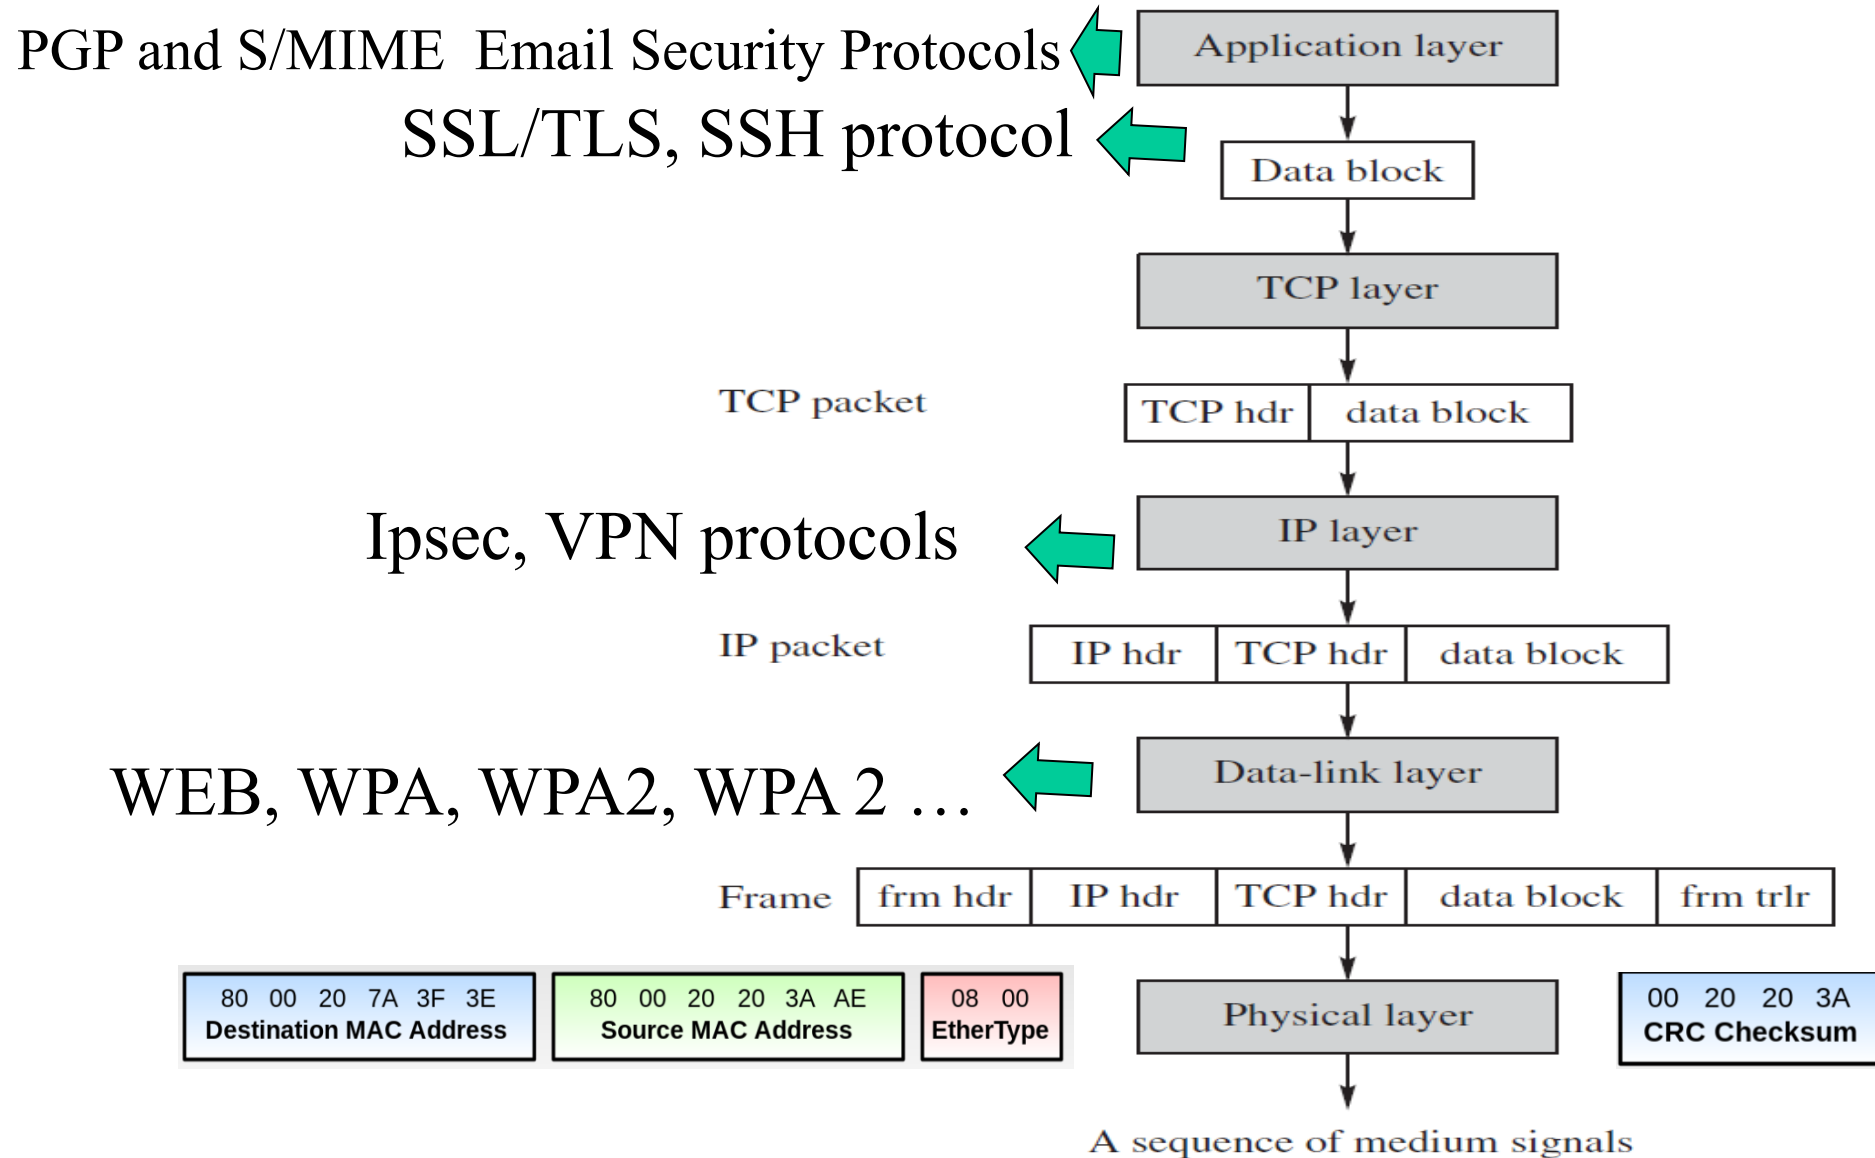 PGP and S/MIME Email Security Protocols
Application layer
SSL/TLS, SSH protocol
Data block
TCP layer
TCP packet
TCP hdr
data block
Ipsec, VPN protocols
IP layer
IP packet
IP hdr
TCP hdr
data block
WEB, WPA, WPA2, WPA 2 …
Data-link layer
Frame
frm hdr
IP hdr
TCP hdr
data block
frm trlr
80 00 20 7A 3F 3E
Destination MAC Address
80 00 20 20 3A AE
Source MAC Address
08 00
EtherType
Physical layer
00 20 20 3A
CRC Checksum
A sequence of medium signals